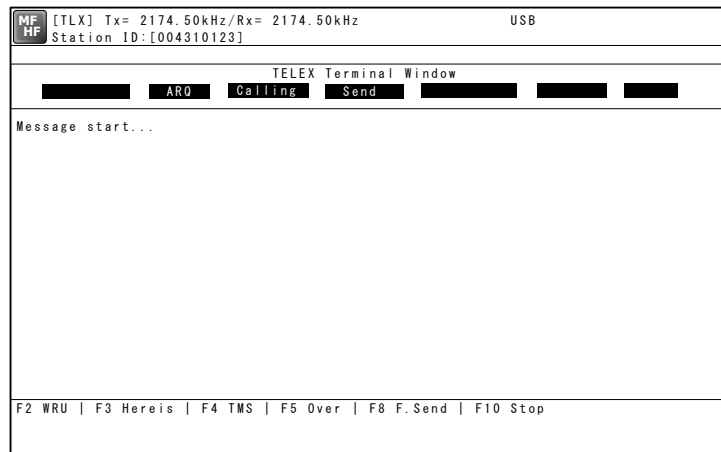 MF
HF
[TLX] Tx= 2174.50kHz/Rx= 2174.50kHz USB
Station ID:[004310123]
TELEX Terminal Window
ARQ Calling Send
Message start...
F2 WRU | F3 Hereis | F4 TMS | F5 Over | F8 F.Send | F10 Stop